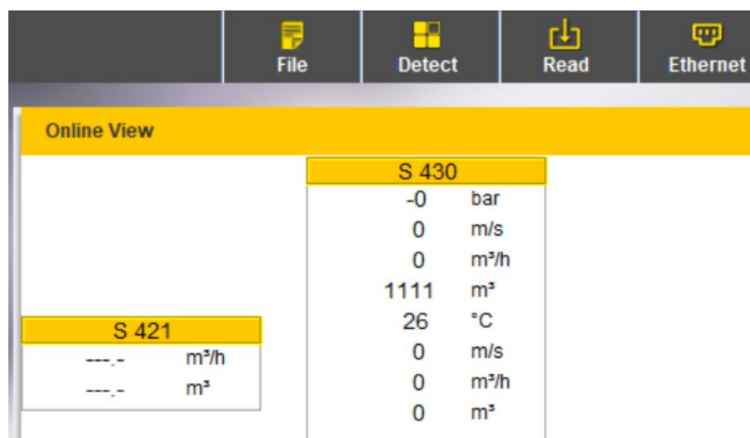 File Detect Read Ethernet
Online View
S 430
-0 bar
0 m/s
0 m³/h
1111 m³
26 °C
0 m/s
0 m³/h
0 m³
S 421
---.- m³/h
---.- m³